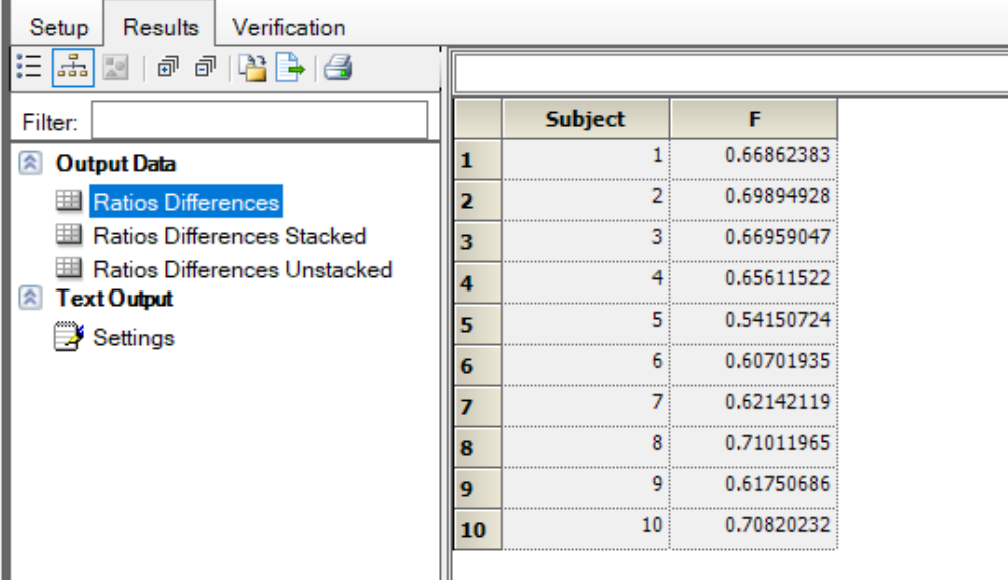 Setup Results Verification
Filter:
Output Data
Ratios Differences
Ratios Differences Stacked
Ratios Differences Unstacked
Text Output
Settings
Subject F
1 1 0.66862383
2 2 0.69894928
3 3 0.66959047
4 4 0.65611522
5 5 0.54150724
6 6 0.60701935
7 7 0.62142119
8 8 0.71011965
9 9 0.61750686
10 10 0.70820232